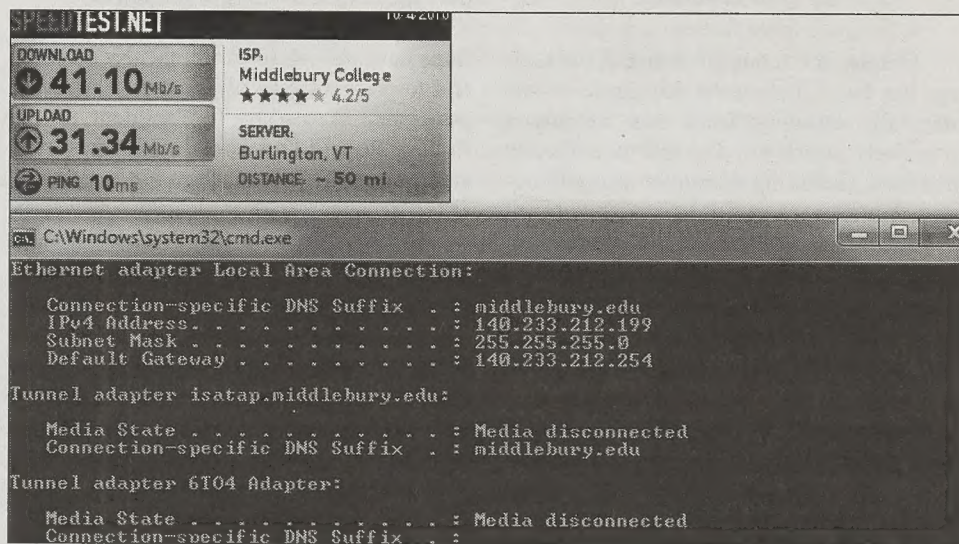 SPEEDTEST.NET
10/4/2010
DOWNLOAD
41.10 Mb/s
UPLOAD
31.34 Mb/s
PING 10ms
ISP:
Middlebury College
★★★★★ 4.2/5
SERVER:
Burlington, VT
DISTANCE: ~ 50 mi
C:\Windows\system32\cmd.exe
Ethernet adapter Local Area Connection:
Connection-specific DNS Suffix  . : middlebury.edu
IPv4 Address. . . . . . . . . . . : 140.233.212.199
Subnet Mask . . . . . . . . . . . : 255.255.255.0
Default Gateway . . . . . . . . . : 140.233.212.254
Tunnel adapter isatap.middlebury.edu:
Media State . . . . . . . . . . . : Media disconnected
Connection-specific DNS Suffix  . : middlebury.edu
Tunnel adapter 6TO4 Adapter:
Media State . . . . . . . . . . . : Media disconnected
Connection-specific DNS Suffix  . :